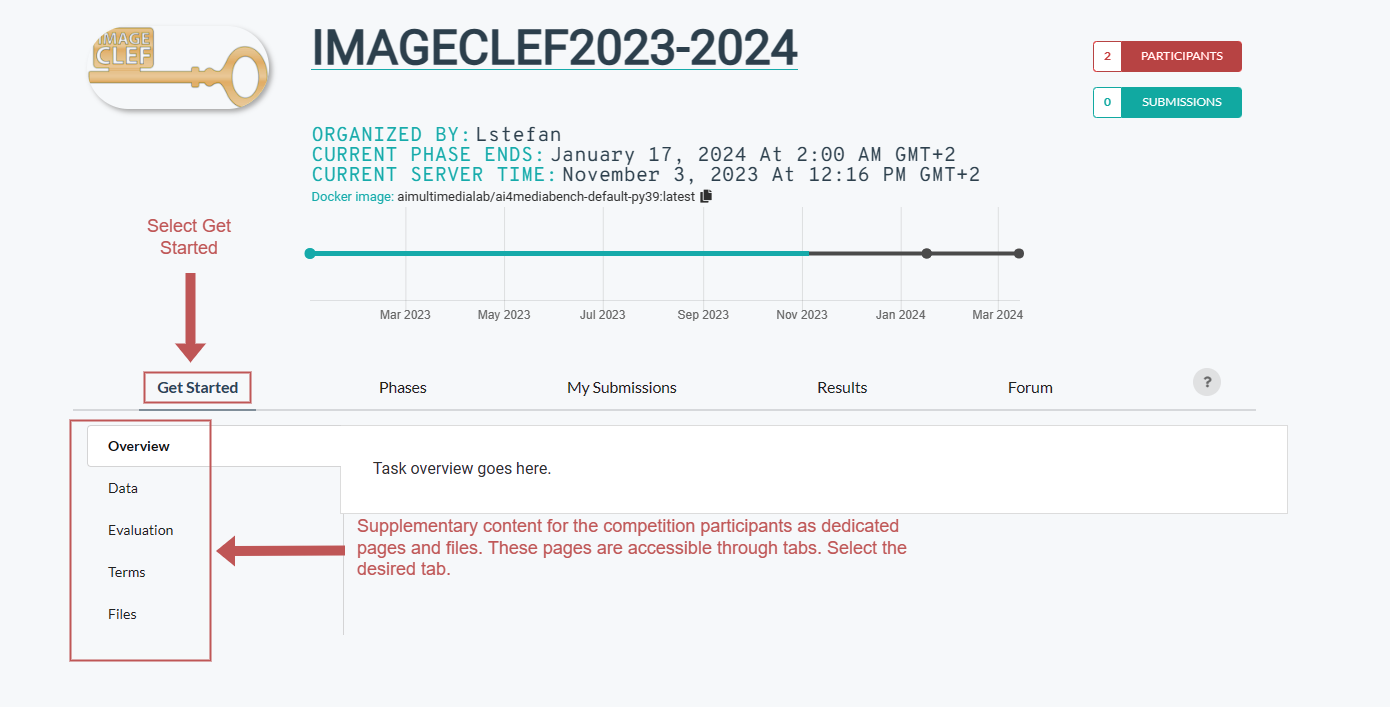 IMAGE
CLEF
IMAGECLEF2023-2024
2 PARTICIPANTS
0 SUBMISSIONS
ORGANIZED BY: Lstefan
CURRENT PHASE ENDS: January 17, 2024 At 2:00 AM GMT+2
CURRENT SERVER TIME: November 3, 2023 At 12:16 PM GMT+2
Docker image: aimultimedialab/ai4mediabench-default-py39:latest
Select Get
Started
Mar 2023 May 2023 Jul 2023 Sep 2023 Nov 2023 Jan 2024 Mar 2024
Get Started Phases My Submissions Results Forum ?
Overview
Task overview goes here.
Data
Evaluation
Terms
Files
Supplementary content for the competition participants as dedicated
pages and files. These pages are accessible through tabs. Select the
desired tab.